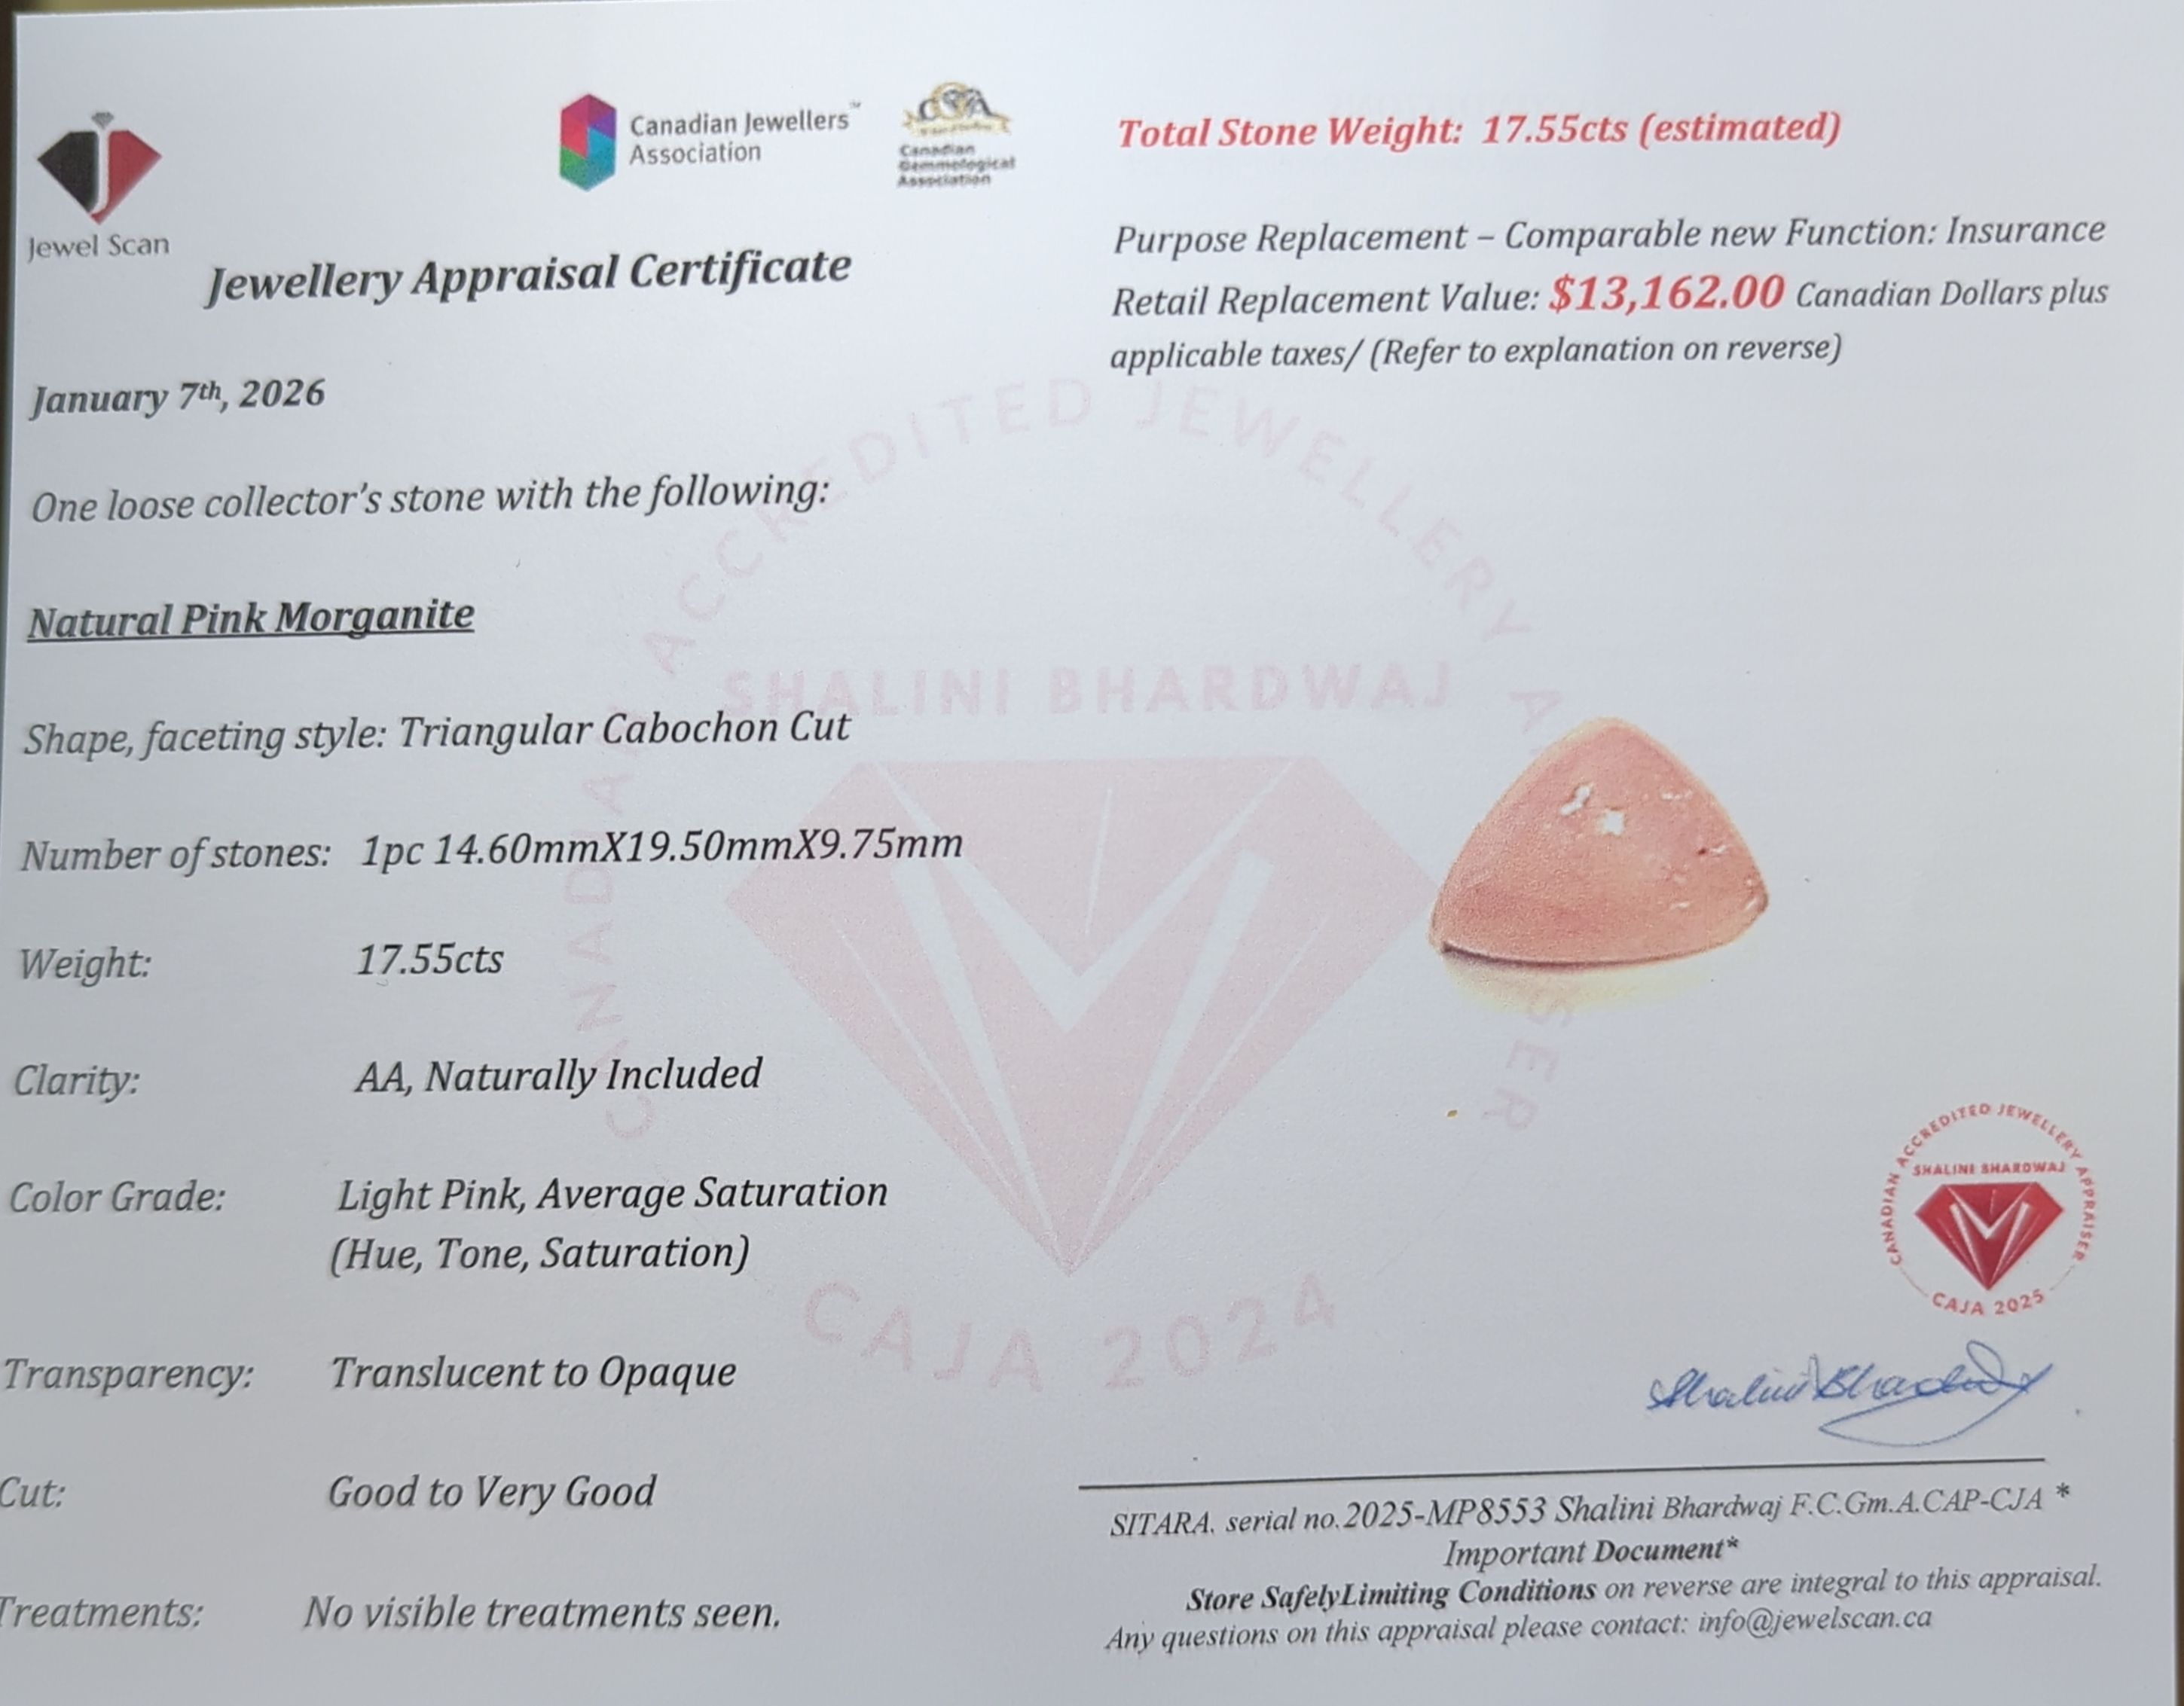 Jewel Scan
Canadian Jewellers™
Association
CGA
Canadian
Gemmological
Association
Jewellery Appraisal Certificate
January 7th, 2026
One loose collector's stone with the following:
Natural Pink Morganite
Shape, faceting style: Triangular Cabochon Cut
Number of stones: 1pc 14.60mmX19.50mmX9.75mm
Weight: 17.55cts
Clarity: AA, Naturally Included
Color Grade: Light Pink, Average Saturation
(Hue, Tone, Saturation)
Transparency: Translucent to Opaque
Cut: Good to Very Good
Treatments: No visible treatments seen.
Total Stone Weight: 17.55cts (estimated)
Purpose Replacement – Comparable new Function: Insurance
Retail Replacement Value: $13,162.00 Canadian Dollars plus
applicable taxes/ (Refer to explanation on reverse)
CANADIAN ACCREDITED JEWELLERY
SHALINI BHARDWAJ
CAJA 2024
CANADIAN ACCREDITED JEWELLERY APPRAISER
SHALINI BHARDWAJ
CAJA 2025
Shalini Bhardwaj
SITARA. serial no.2025-MP8553 Shalini Bhardwaj F.C.Gm.A.CAP-CJA *
Important Document*
Store SafelyLimiting Conditions on reverse are integral to this appraisal.
Any questions on this appraisal please contact: info@jewelscan.ca